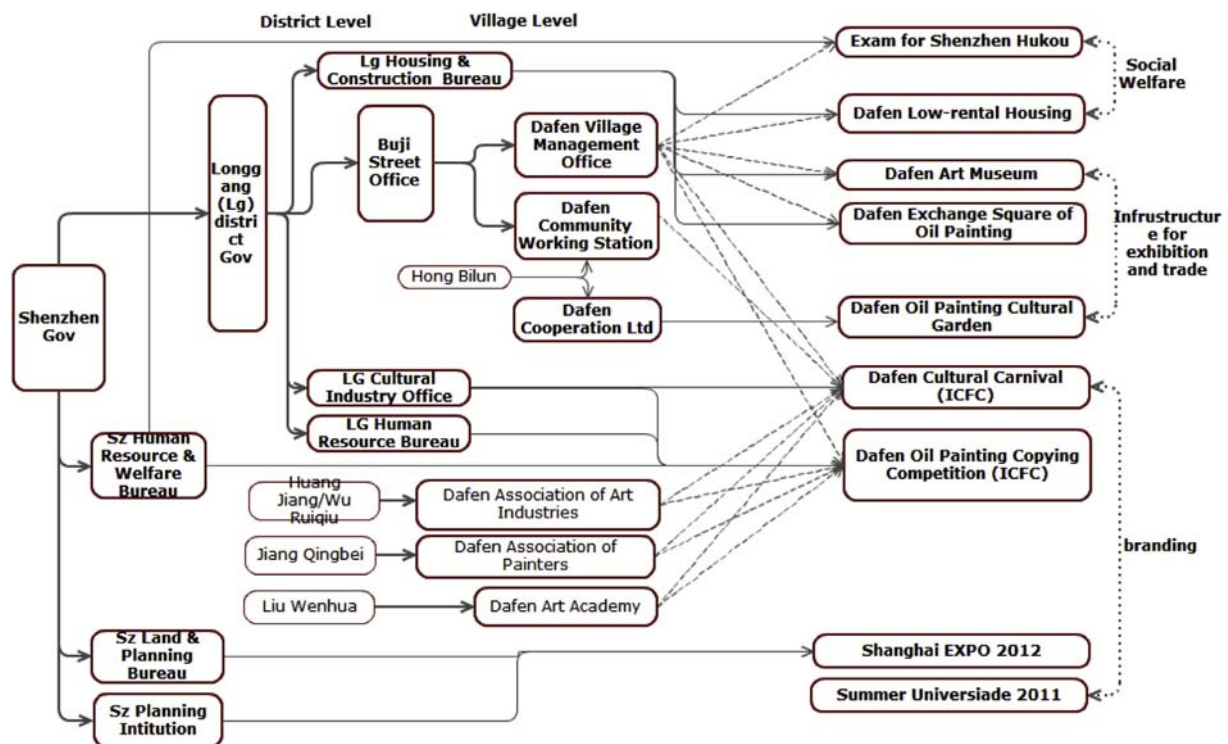 District Level
Village Level
Exam for Shenzhen Hukou
Lg Housing &
Construction Bureau
Social
Welfare
Dafen Low-rental Housing
Longg
ang
(Lg)
distri
ct
Gov
Buji
Street
Office
Dafen Village
Management
Office
Dafen Art Museum
Dafen
Community
Working Station
Dafen Exchange Square of
Oil Painting
Infrustructur
e for
exhibition
and trade
Shenzhen
Gov
Hong Bilun
Dafen
Cooperation Ltd
Dafen Oil Painting Cultural
Garden
LG Cultural
Industry Office
Dafen Cultural Carnival
(ICFC)
LG Human
Resource Bureau
Sz Human
Resource &
Welfare
Bureau
Dafen Oil Painting Copying
Competition (ICFC)
Huang
Jiang/Wu
Ruiqiu
Dafen Association of Art
Industries
Jiang Qingbei
Dafen Association of
Painters
branding
Liu Wenhua
Dafen Art Academy
Sz Land &
Planning
Bureau
Shanghai EXPO 2012
Summer Universiade 2011
Sz Planning
Intitution